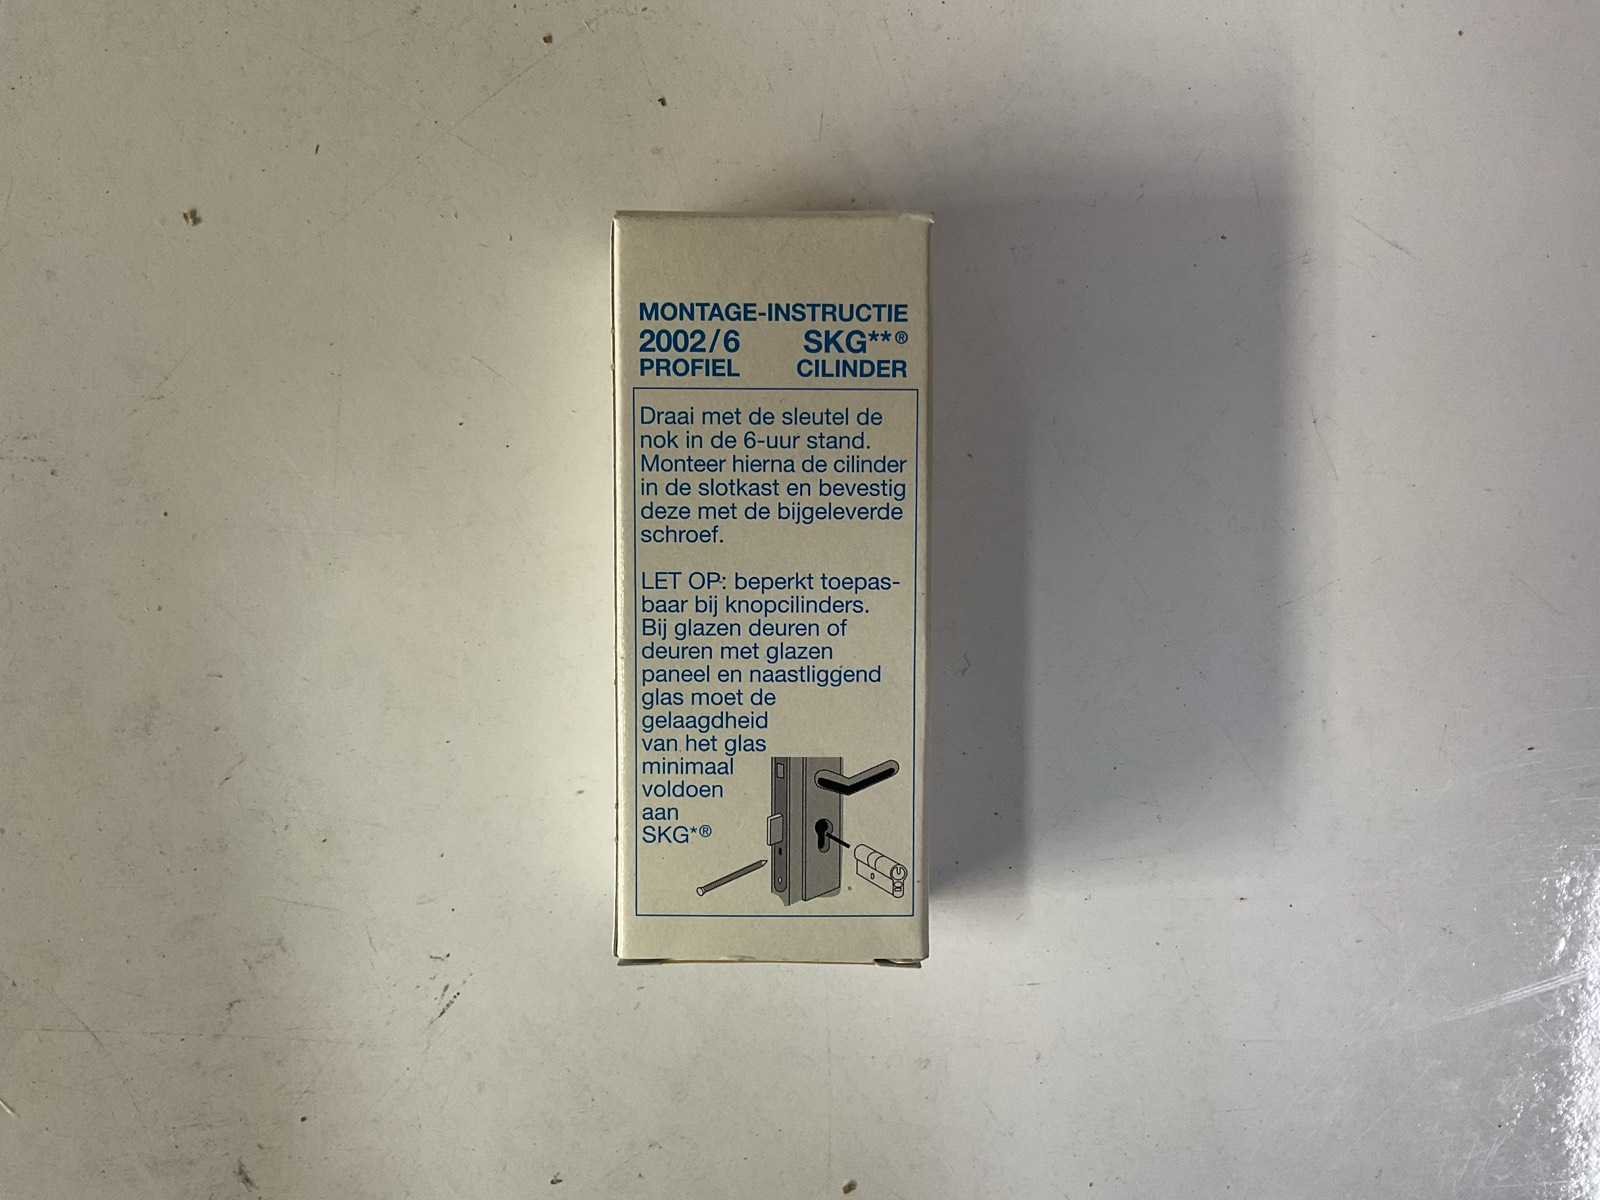 MONTAGE-INSTRUCTIE
2002/6 SKG**®
PROFIEL CILINDER
Draai met de sleutel de
nok in de 6-uur stand.
Monteer hierna de cilinder
in de slotkast en bevestig
deze met de bijgeleverde
schroef.
LET OP: beperkt toepas-
baar bij knopcilinders.
Bij glazen deuren of
deuren met glazen
paneel en naastliggend
glas moet de
gelaagdheid
van het glas
minimaal
voldoen
aan
SKG*®